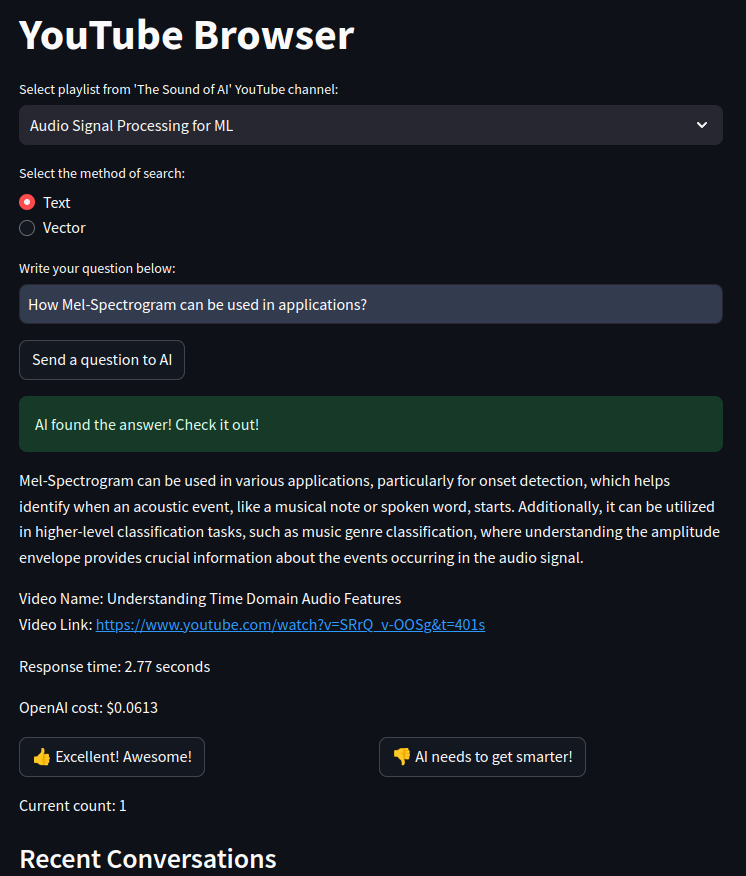 YouTube Browser
Select playlist from 'The Sound of AI' YouTube channel:
Audio Signal Processing for ML
Select the method of search:
Text
Vector
Write your question below:
How Mel-Spectrogram can be used in applications?
Send a question to AI
AI found the answer! Check it out!
Mel-Spectrogram can be used in various applications, particularly for onset detection, which helps
identify when an acoustic event, like a musical note or spoken word, starts. Additionally, it can be utilized
in higher-level classification tasks, such as music genre classification, where understanding the amplitude
envelope provides crucial information about the events occurring in the audio signal.
Video Name: Understanding Time Domain Audio Features
Video Link: https://www.youtube.com/watch?v=SRrQ_v-OOSg&t=401s
Response time: 2.77 seconds
OpenAI cost: $0.0613
👍 Excellent! Awesome!
👎 AI needs to get smarter!
Current count: 1
Recent Conversations